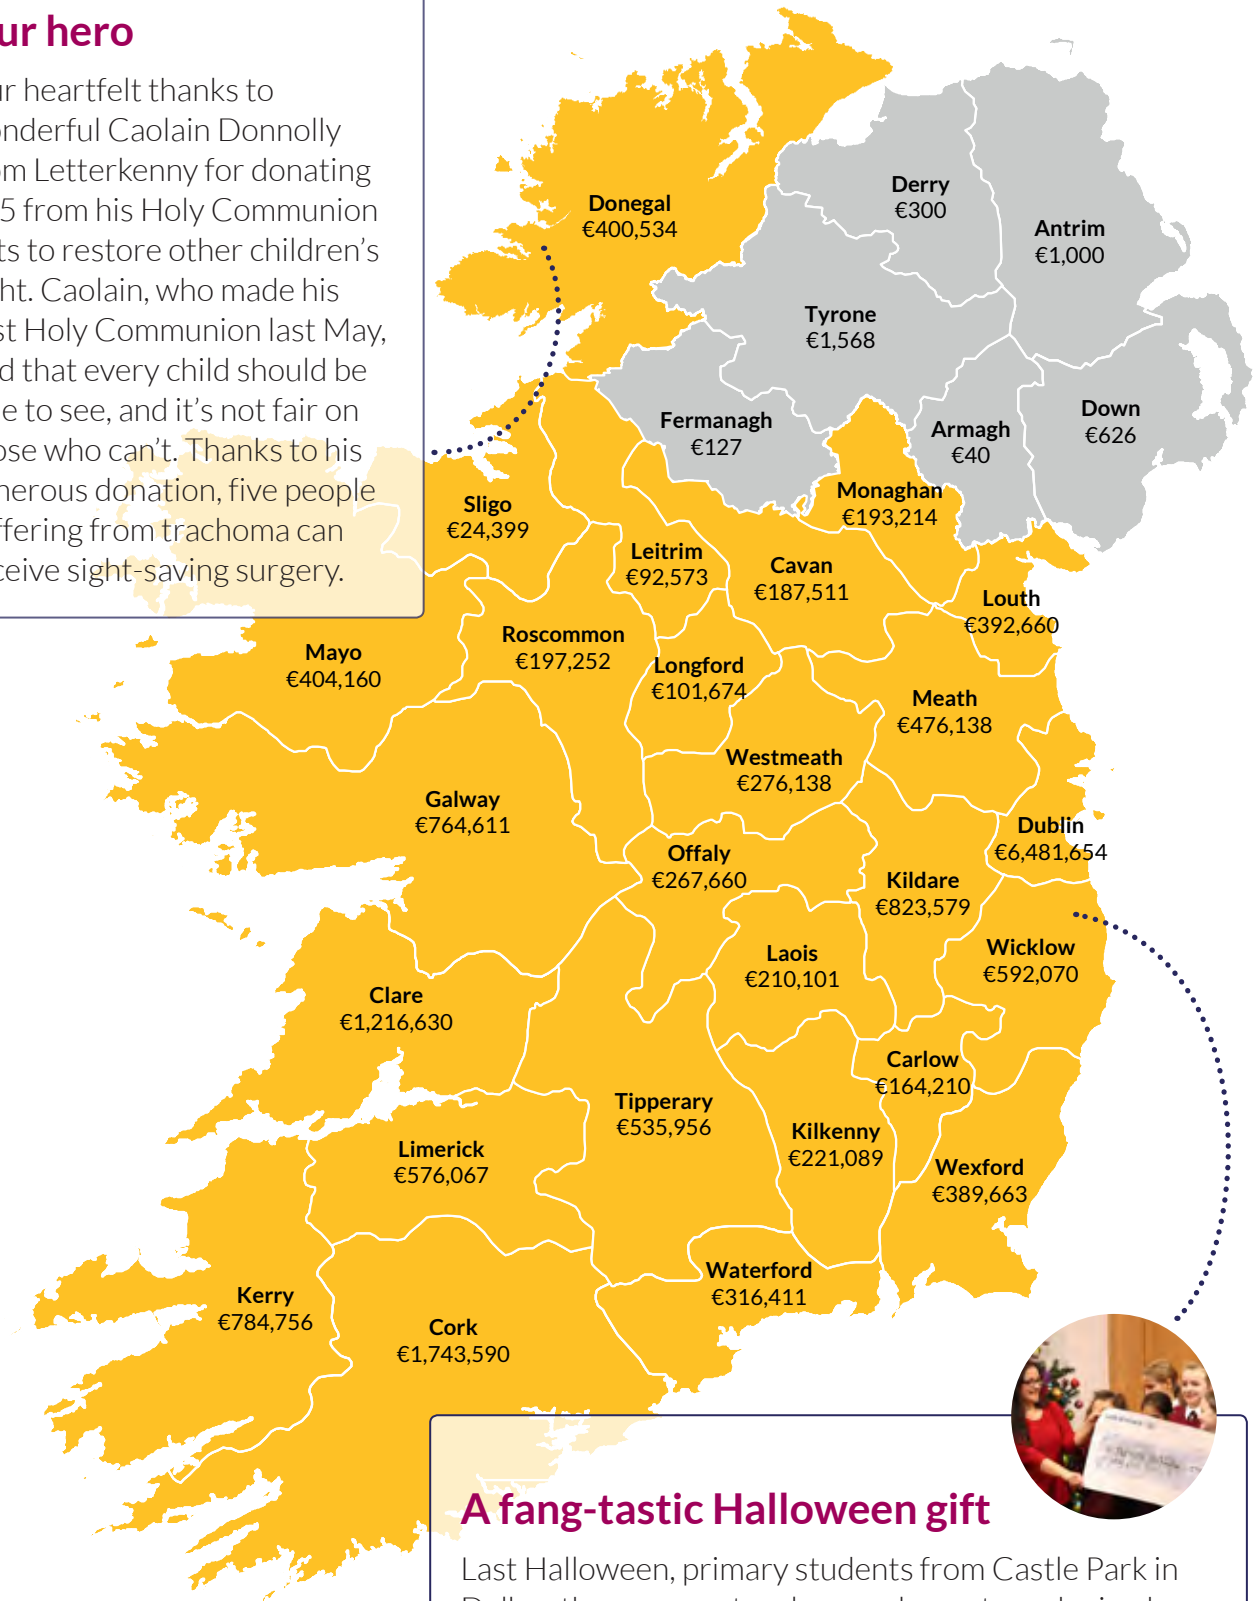 ur hero
ur heartfelt thanks to
onderful Caolain Donnolly
om Letterkenny for donating
5 from his Holy Communion
ts to restore other children's
ht. Caolain, who made his
st Holy Communion last May,
d that every child should be
e to see, and it's not fair on
ose who can't. Thanks to his
nerous donation, five people
ffering from trachoma can
ceive sight-saving surgery.
Donegal
€400,534
Derry
€300
Antrim
€1,000
Tyrone
€1,568
Fermanagh
€127
Armagh
€40
Down
€626
Monaghan
€193,214
Sligo
€24,399
Leitrim
€92,573
Cavan
€187,511
Louth
€392,660
Mayo
€404,160
Roscommon
€197,252
Longford
€101,674
Meath
€476,138
Westmeath
€276,138
Galway
€764,611
Dublin
€6,481,654
Offaly
€267,660
Kildare
€823,579
Laois
€210,101
Wicklow
€592,070
Clare
€1,216,630
Carlow
€164,210
Tipperary
€535,956
Kilkenny
€221,089
Limerick
€576,067
Wexford
€389,663
Waterford
€316,411
Kerry
€784,756
Cork
€1,743,590
A fang-tastic Halloween gift
Last Halloween, primary students from Castle Park in